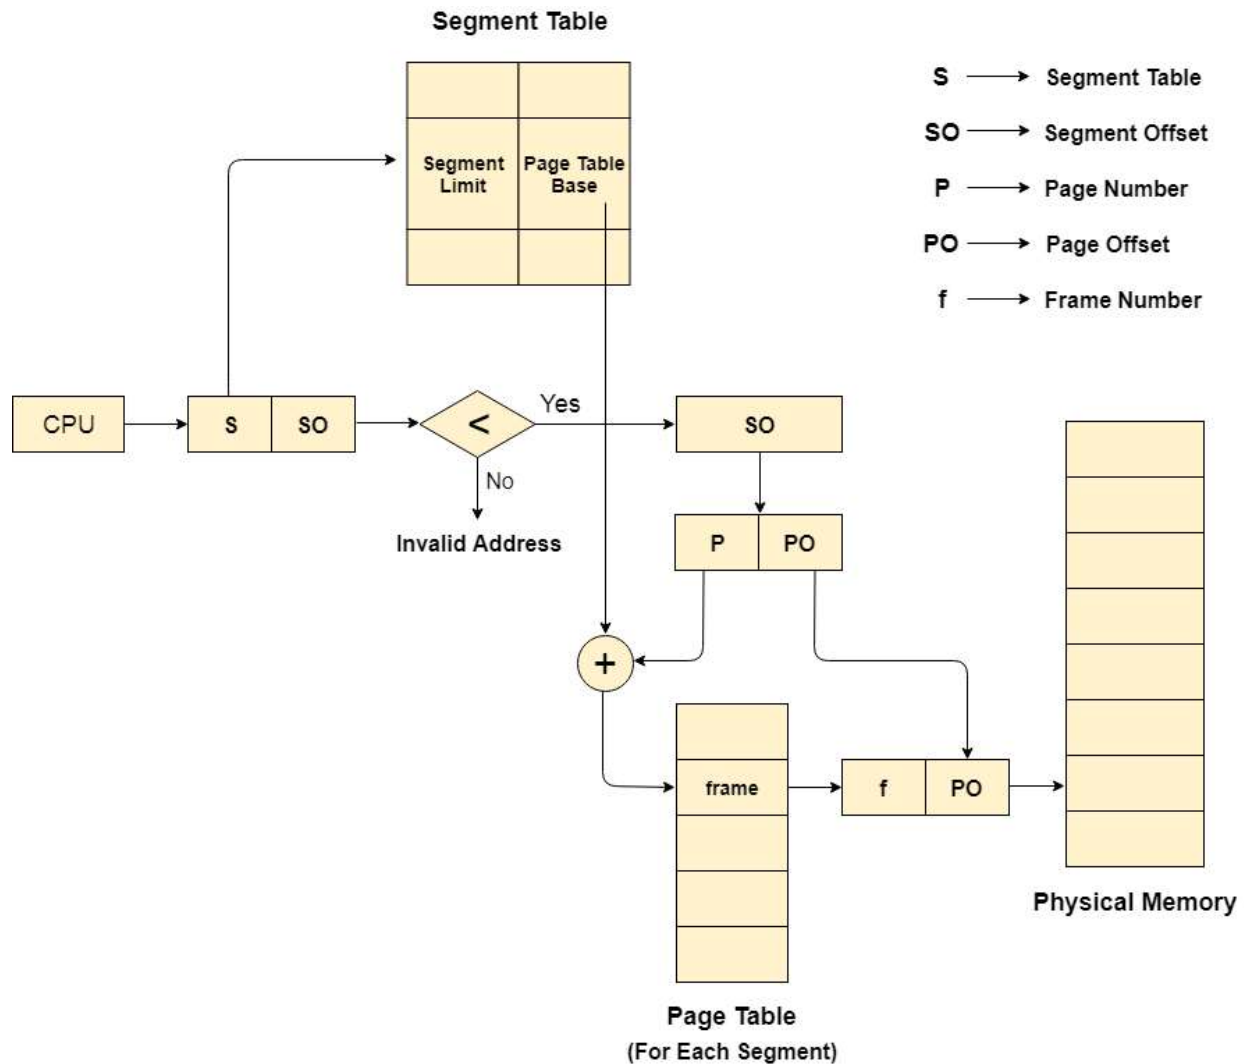 Segment Table
Segment
Limit
Page Table
Base
S → Segment Table
SO → Segment Offset
P → Page Number
PO → Page Offset
f → Frame Number
CPU
S
SO
<
Yes
No
Invalid Address
SO
P
PO
+
frame
f
PO
Page Table
(For Each Segment)
Physical Memory